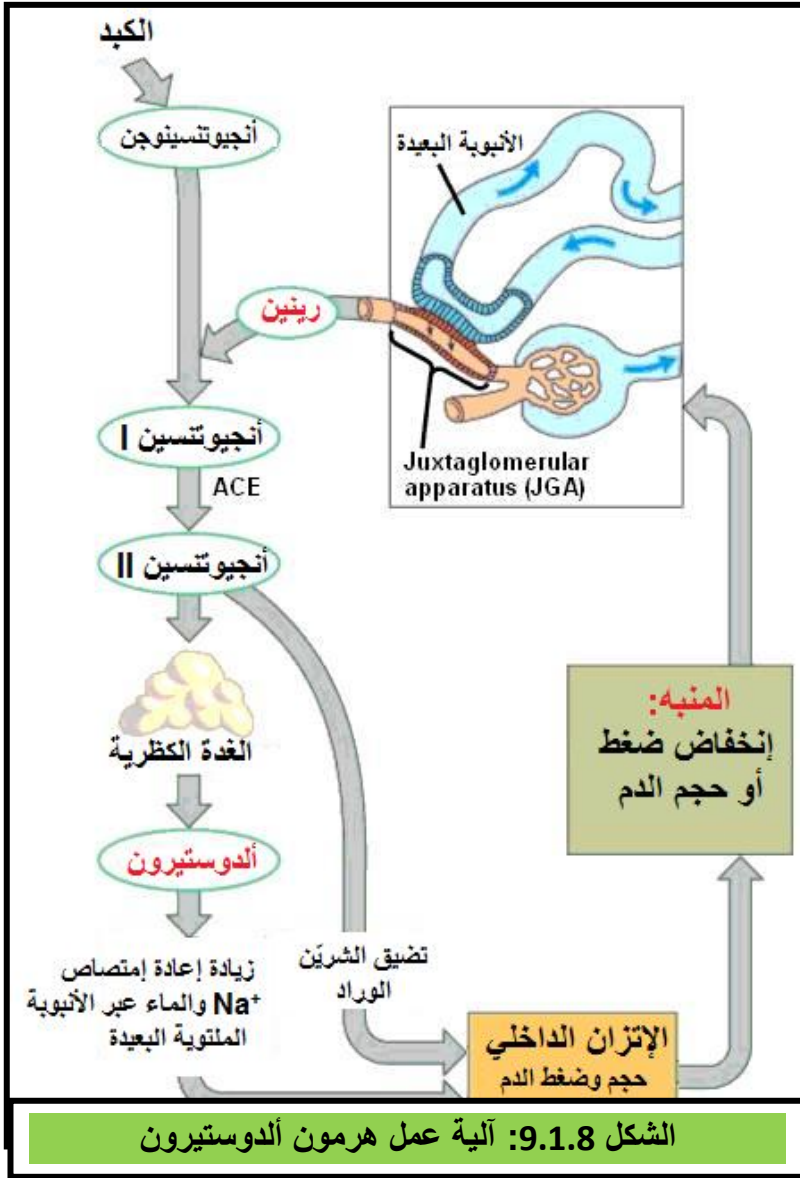 الكبد
أنجيوتنسينوجن
الأنبوبة البعيدة
رينين
أنجيوتنسين I
Juxtaglomerular
apparatus (JGA)
ACE
أنجيوتنسين II
المنبه:
إنخفاض ضغط
أو حجم الدم
الغدة الكظرية
ألدوستيرون
زيادة إعادة إمتصاص
Na⁺ والماء عبر الأنبوبة
الملتوية البعيدة
تضيق الشريّن
الوراد
الإتزان الداخلي
حجم وضغط الدم
الشكل 9.1.8: آلية عمل هرمون ألدوستيرون